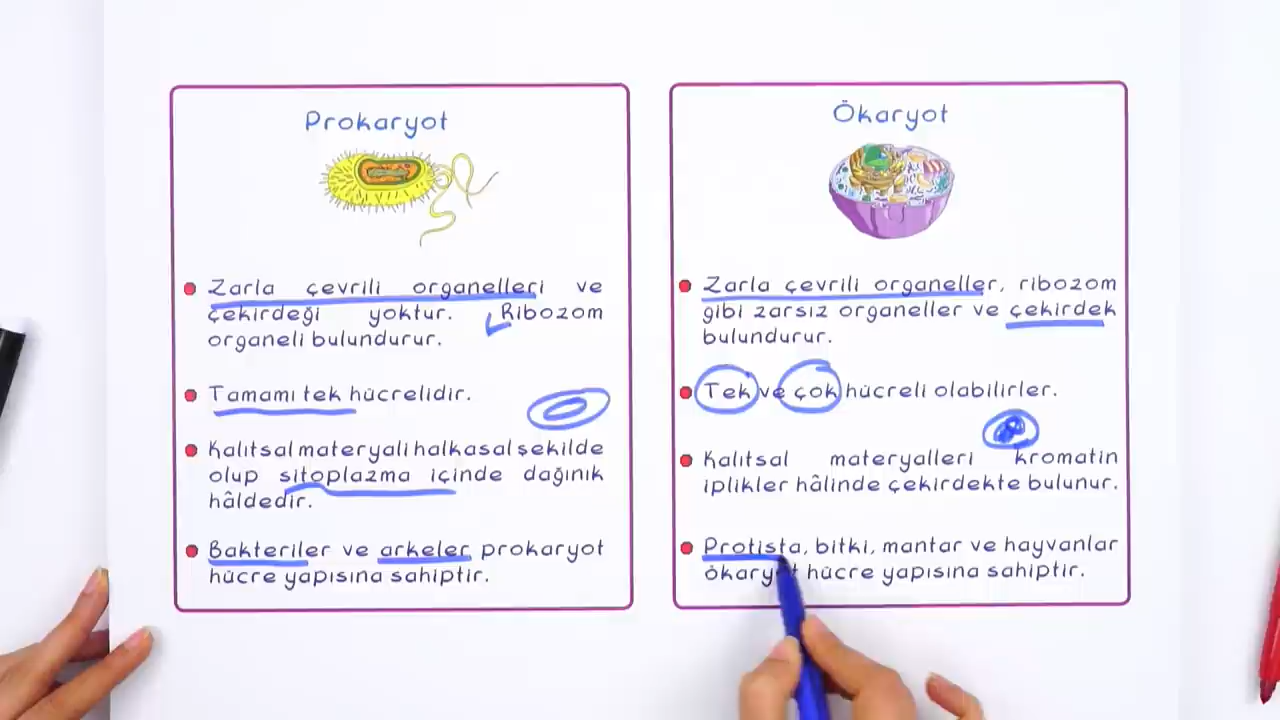 Prokaryot
Zarla çevrili organelleri ve
çekirdeği yoktur. Ribozom
organeli bulundurur.
Tamamı tek hücrelidir.
Kalıtsal materyali halkasal şekilde
olup sitoplazma içinde dağınık
hâldedir.
Bakteriler ve arkeler prokaryot
hücre yapısına sahiptir.
Ökaryot
Zarla çevrili organeller, ribozom
gibi zarsız organeller ve çekirdek
bulundurur.
Tek ve çok hücreli olabilirler.
Kalıtsal materyalleri kromatin
iplikler hâlinde çekirdekte bulunur.
Protista, bitki, mantar ve hayvanlar
ökaryot hücre yapısına sahiptir.